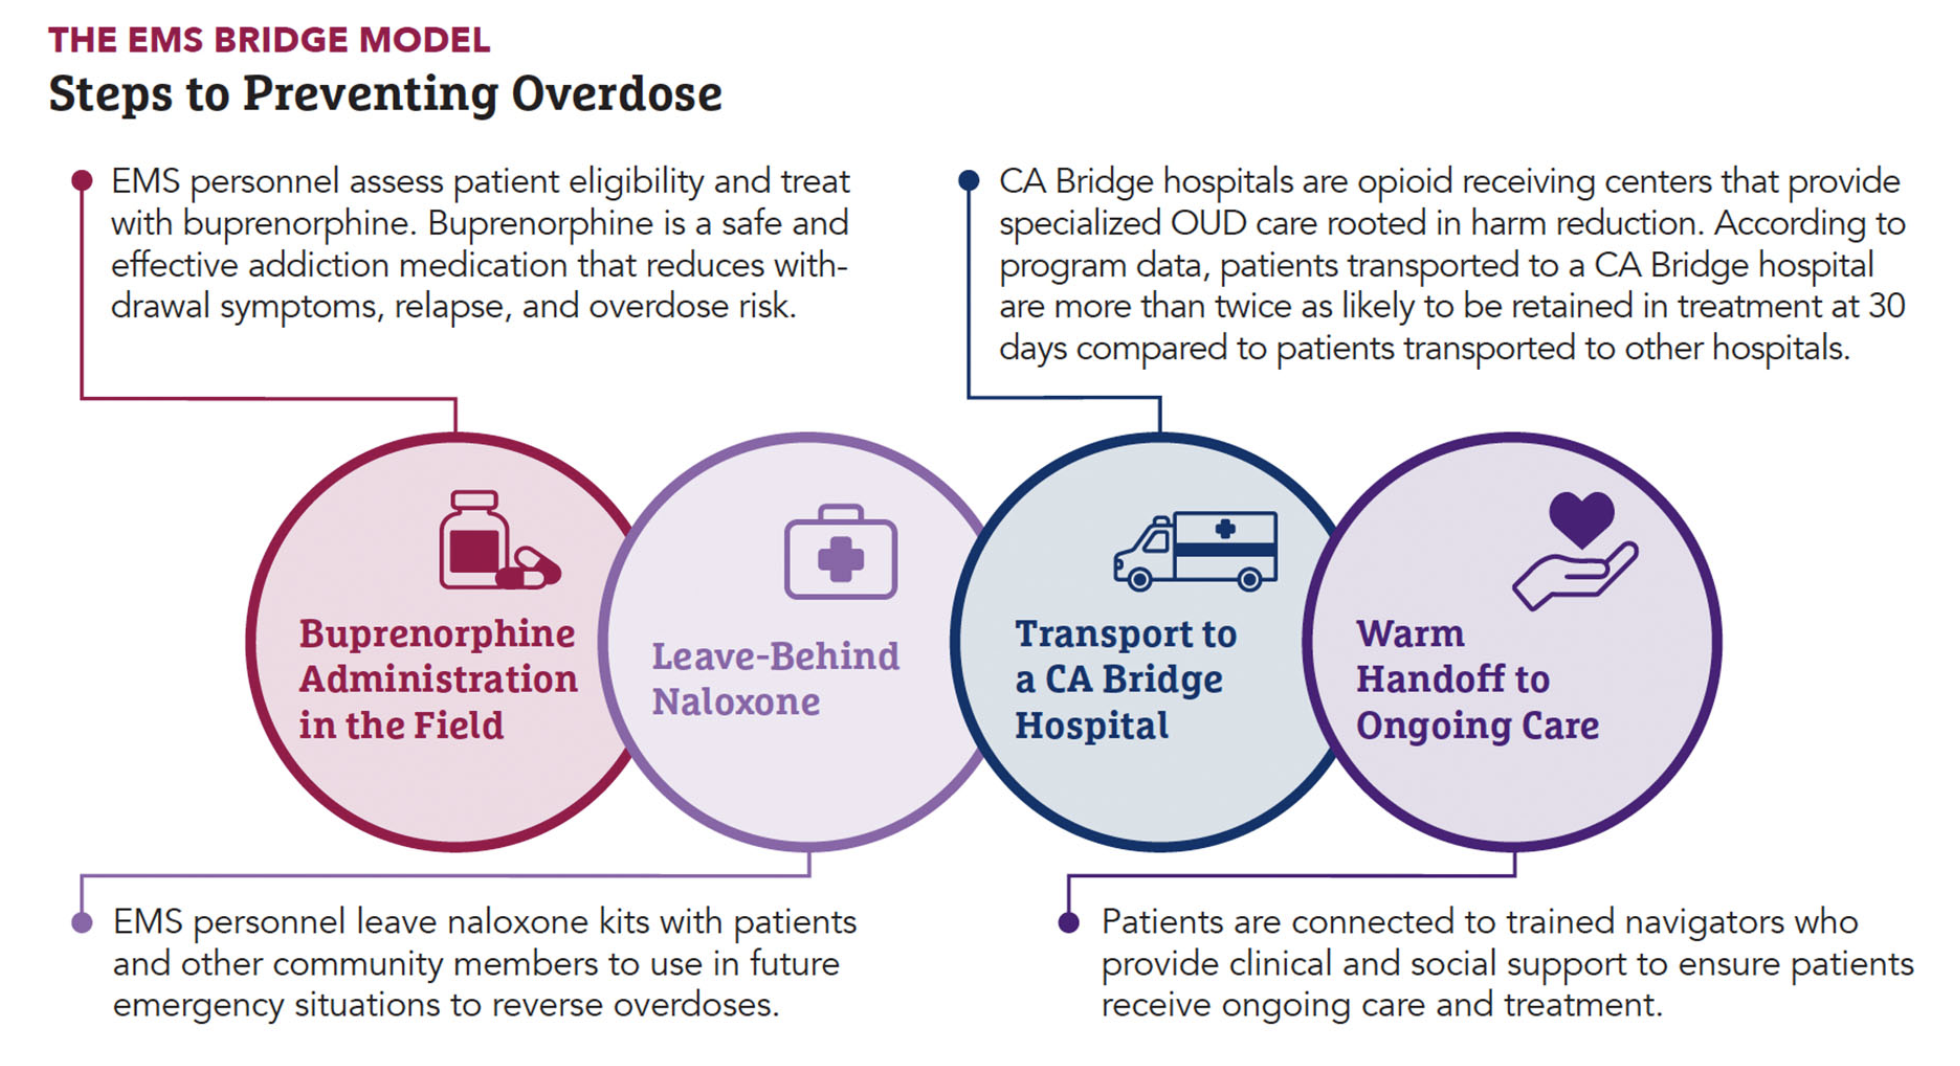 THE EMS BRIDGE MODEL
Steps to Preventing Overdose
EMS personnel assess patient eligibility and treat
with buprenorphine. Buprenorphine is a safe and
effective addiction medication that reduces with-
drawal symptoms, relapse, and overdose risk.
CA Bridge hospitals are opioid receiving centers that provide
specialized OUD care rooted in harm reduction. According to
program data, patients transported to a CA Bridge hospital
are more than twice as likely to be retained in treatment at 30
days compared to patients transported to other hospitals.
Buprenorphine
Administration
in the Field
Leave-Behind
Naloxone
Transport to
a CA Bridge
Hospital
Warm
Handoff to
Ongoing Care
EMS personnel leave naloxone kits with patients
and other community members to use in future
emergency situations to reverse overdoses.
Patients are connected to trained navigators who
provide clinical and social support to ensure patients
receive ongoing care and treatment.